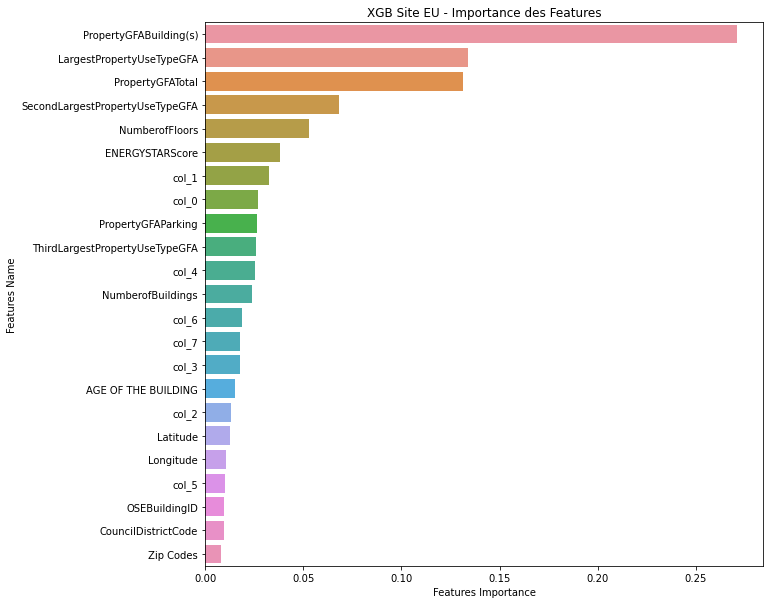 XGB Site EU - Importance des Features
PropertyGFABuilding(s)
LargestPropertyUseTypeGFA
PropertyGFATotal
SecondLargestPropertyUseTypeGFA
NumberofFloors
ENERGYSTARScore
col_1
col_0
PropertyGFAParking
ThirdLargestPropertyUseTypeGFA
col_4
NumberofBuildings
col_6
col_7
col_3
AGE OF THE BUILDING
col_2
Latitude
Longitude
col_5
OSEBuildingID
CouncilDistrictCode
Zip Codes
Features Name
0.00 0.05 0.10 0.15 0.20 0.25
Features Importance